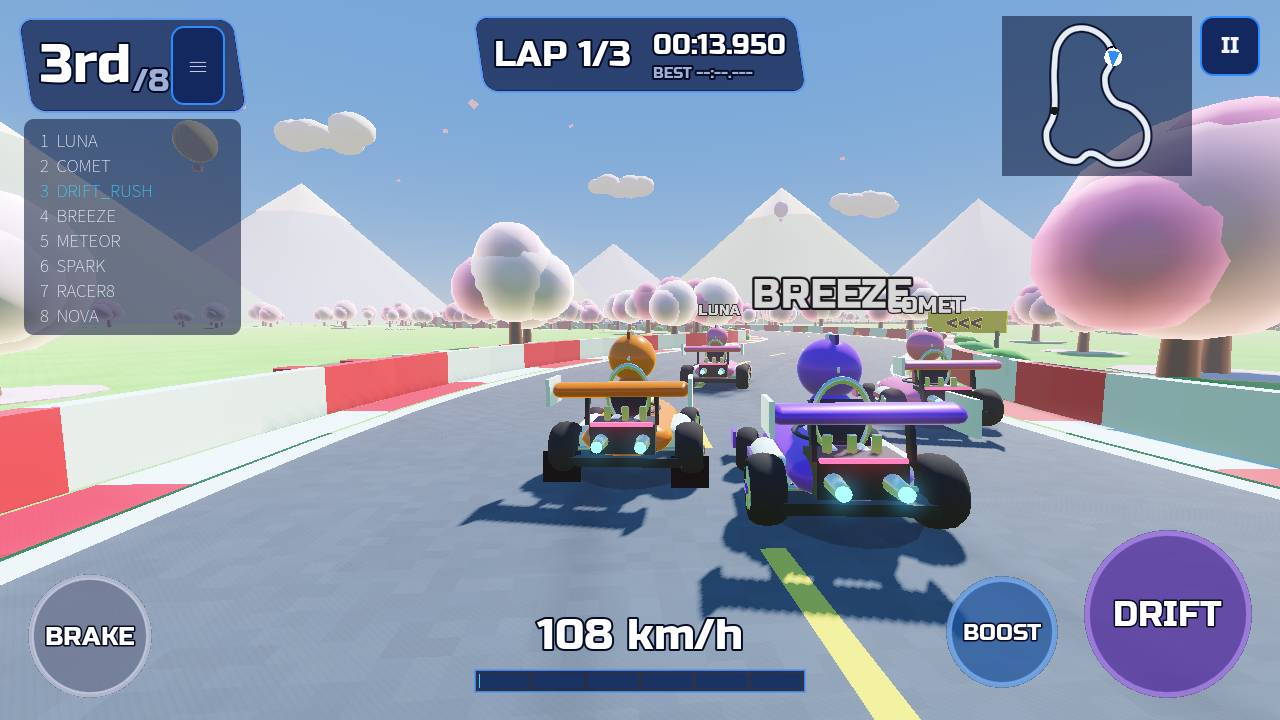 3rd/8
LAP 1/3
00:13.950
BEST --:--.---
II
1 LUNA
2 COMET
3 DRIFT_RUSH
4 BREEZE
5 METEOR
6 SPARK
7 RACER8
8 NOVA
LUNA
BREEZE
COMET
<<<
BRAKE
108 km/h
BOOST
DRIFT